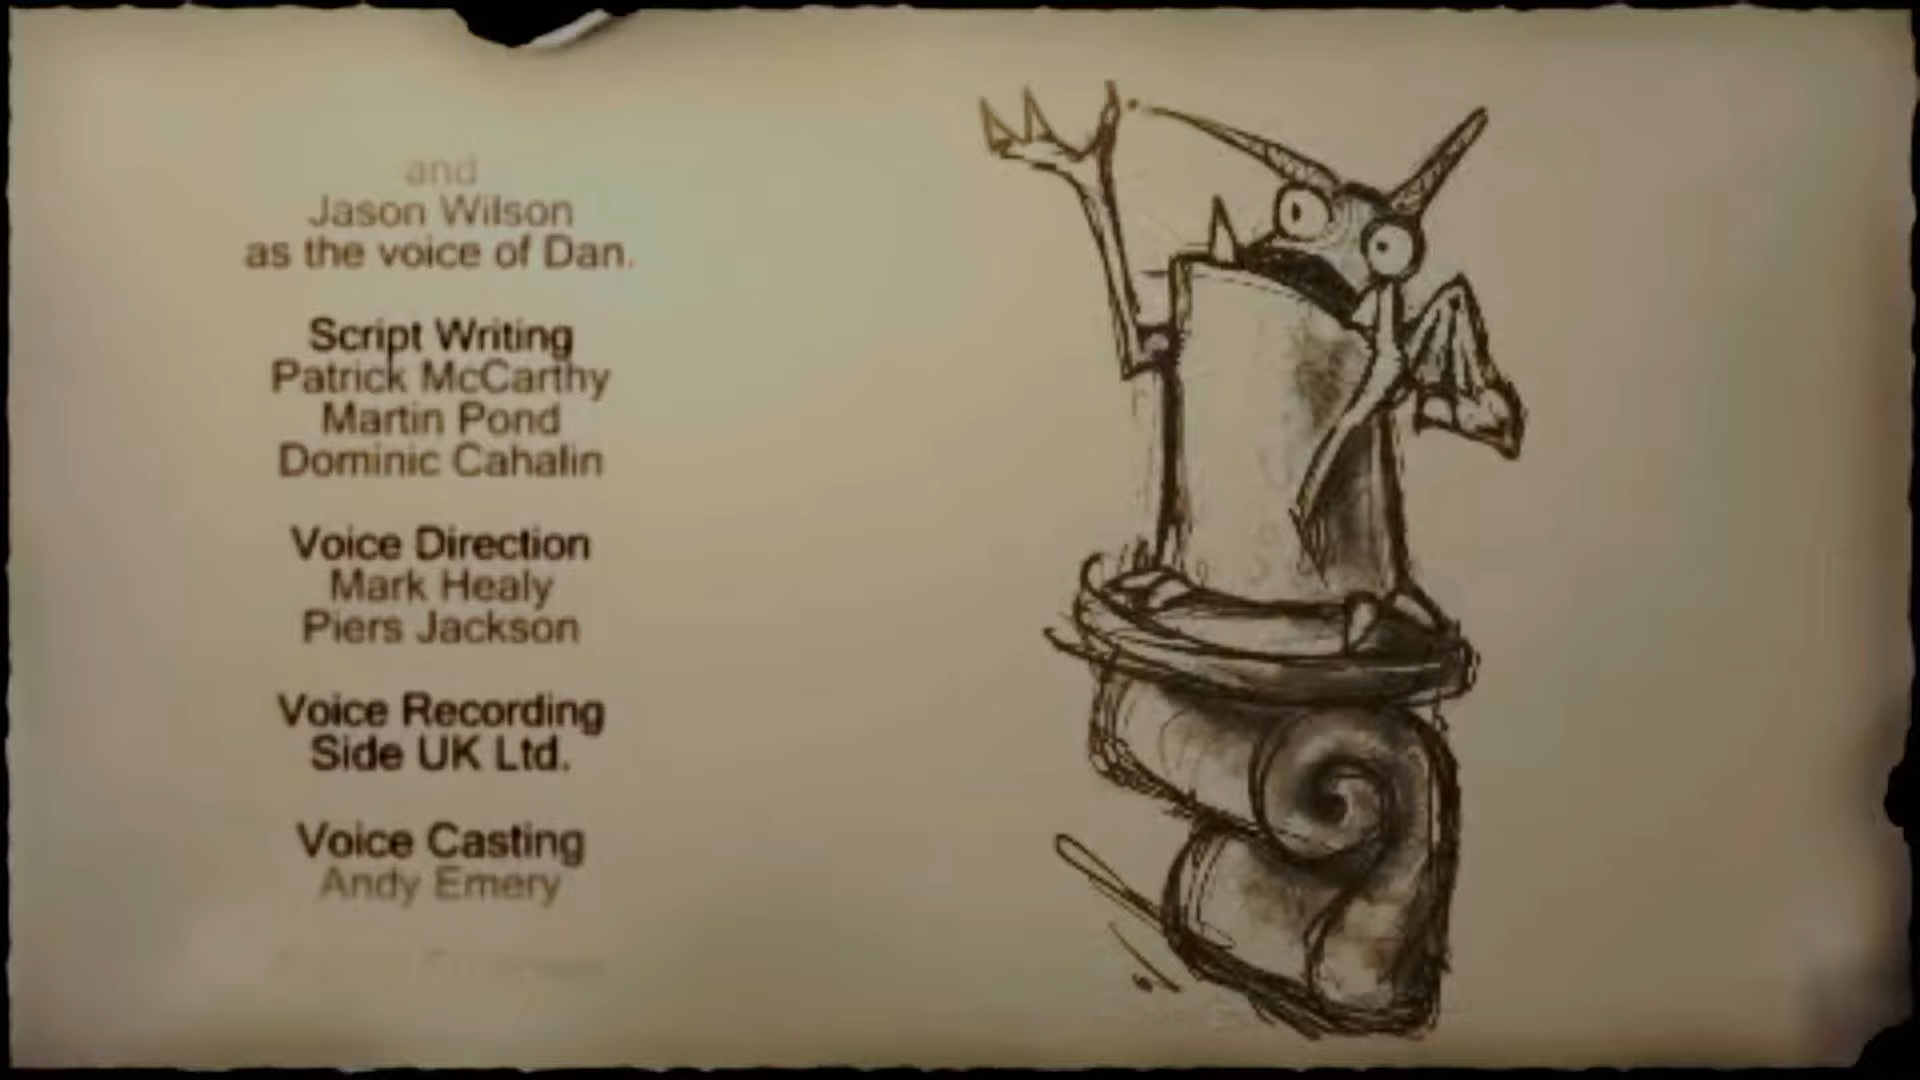 and
Jason Wilson
as the voice of Dan.
Script Writing
Patrick McCarthy
Martin Pond
Dominic Cahalin
Voice Direction
Mark Healy
Piers Jackson
Voice Recording
Side UK Ltd.
Voice Casting
Andy Emery